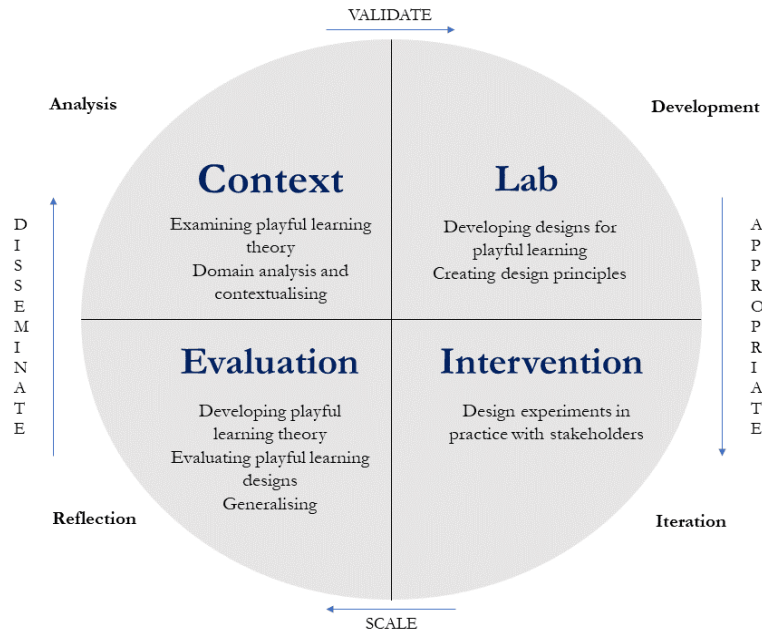 VALIDATE
Analysis
Development
Context
Examining playful learning
theory
Domain analysis and
contextualising
Lab
Developing designs for
playful learning
Creating design principles
DISSEMINATE
APPROPRIATE
Evaluation
Developing playful
learning theory
Evaluating playful learning
designs
Generalising
Intervention
Design experiments in
practice with stakeholders
Reflection
Iteration
SCALE